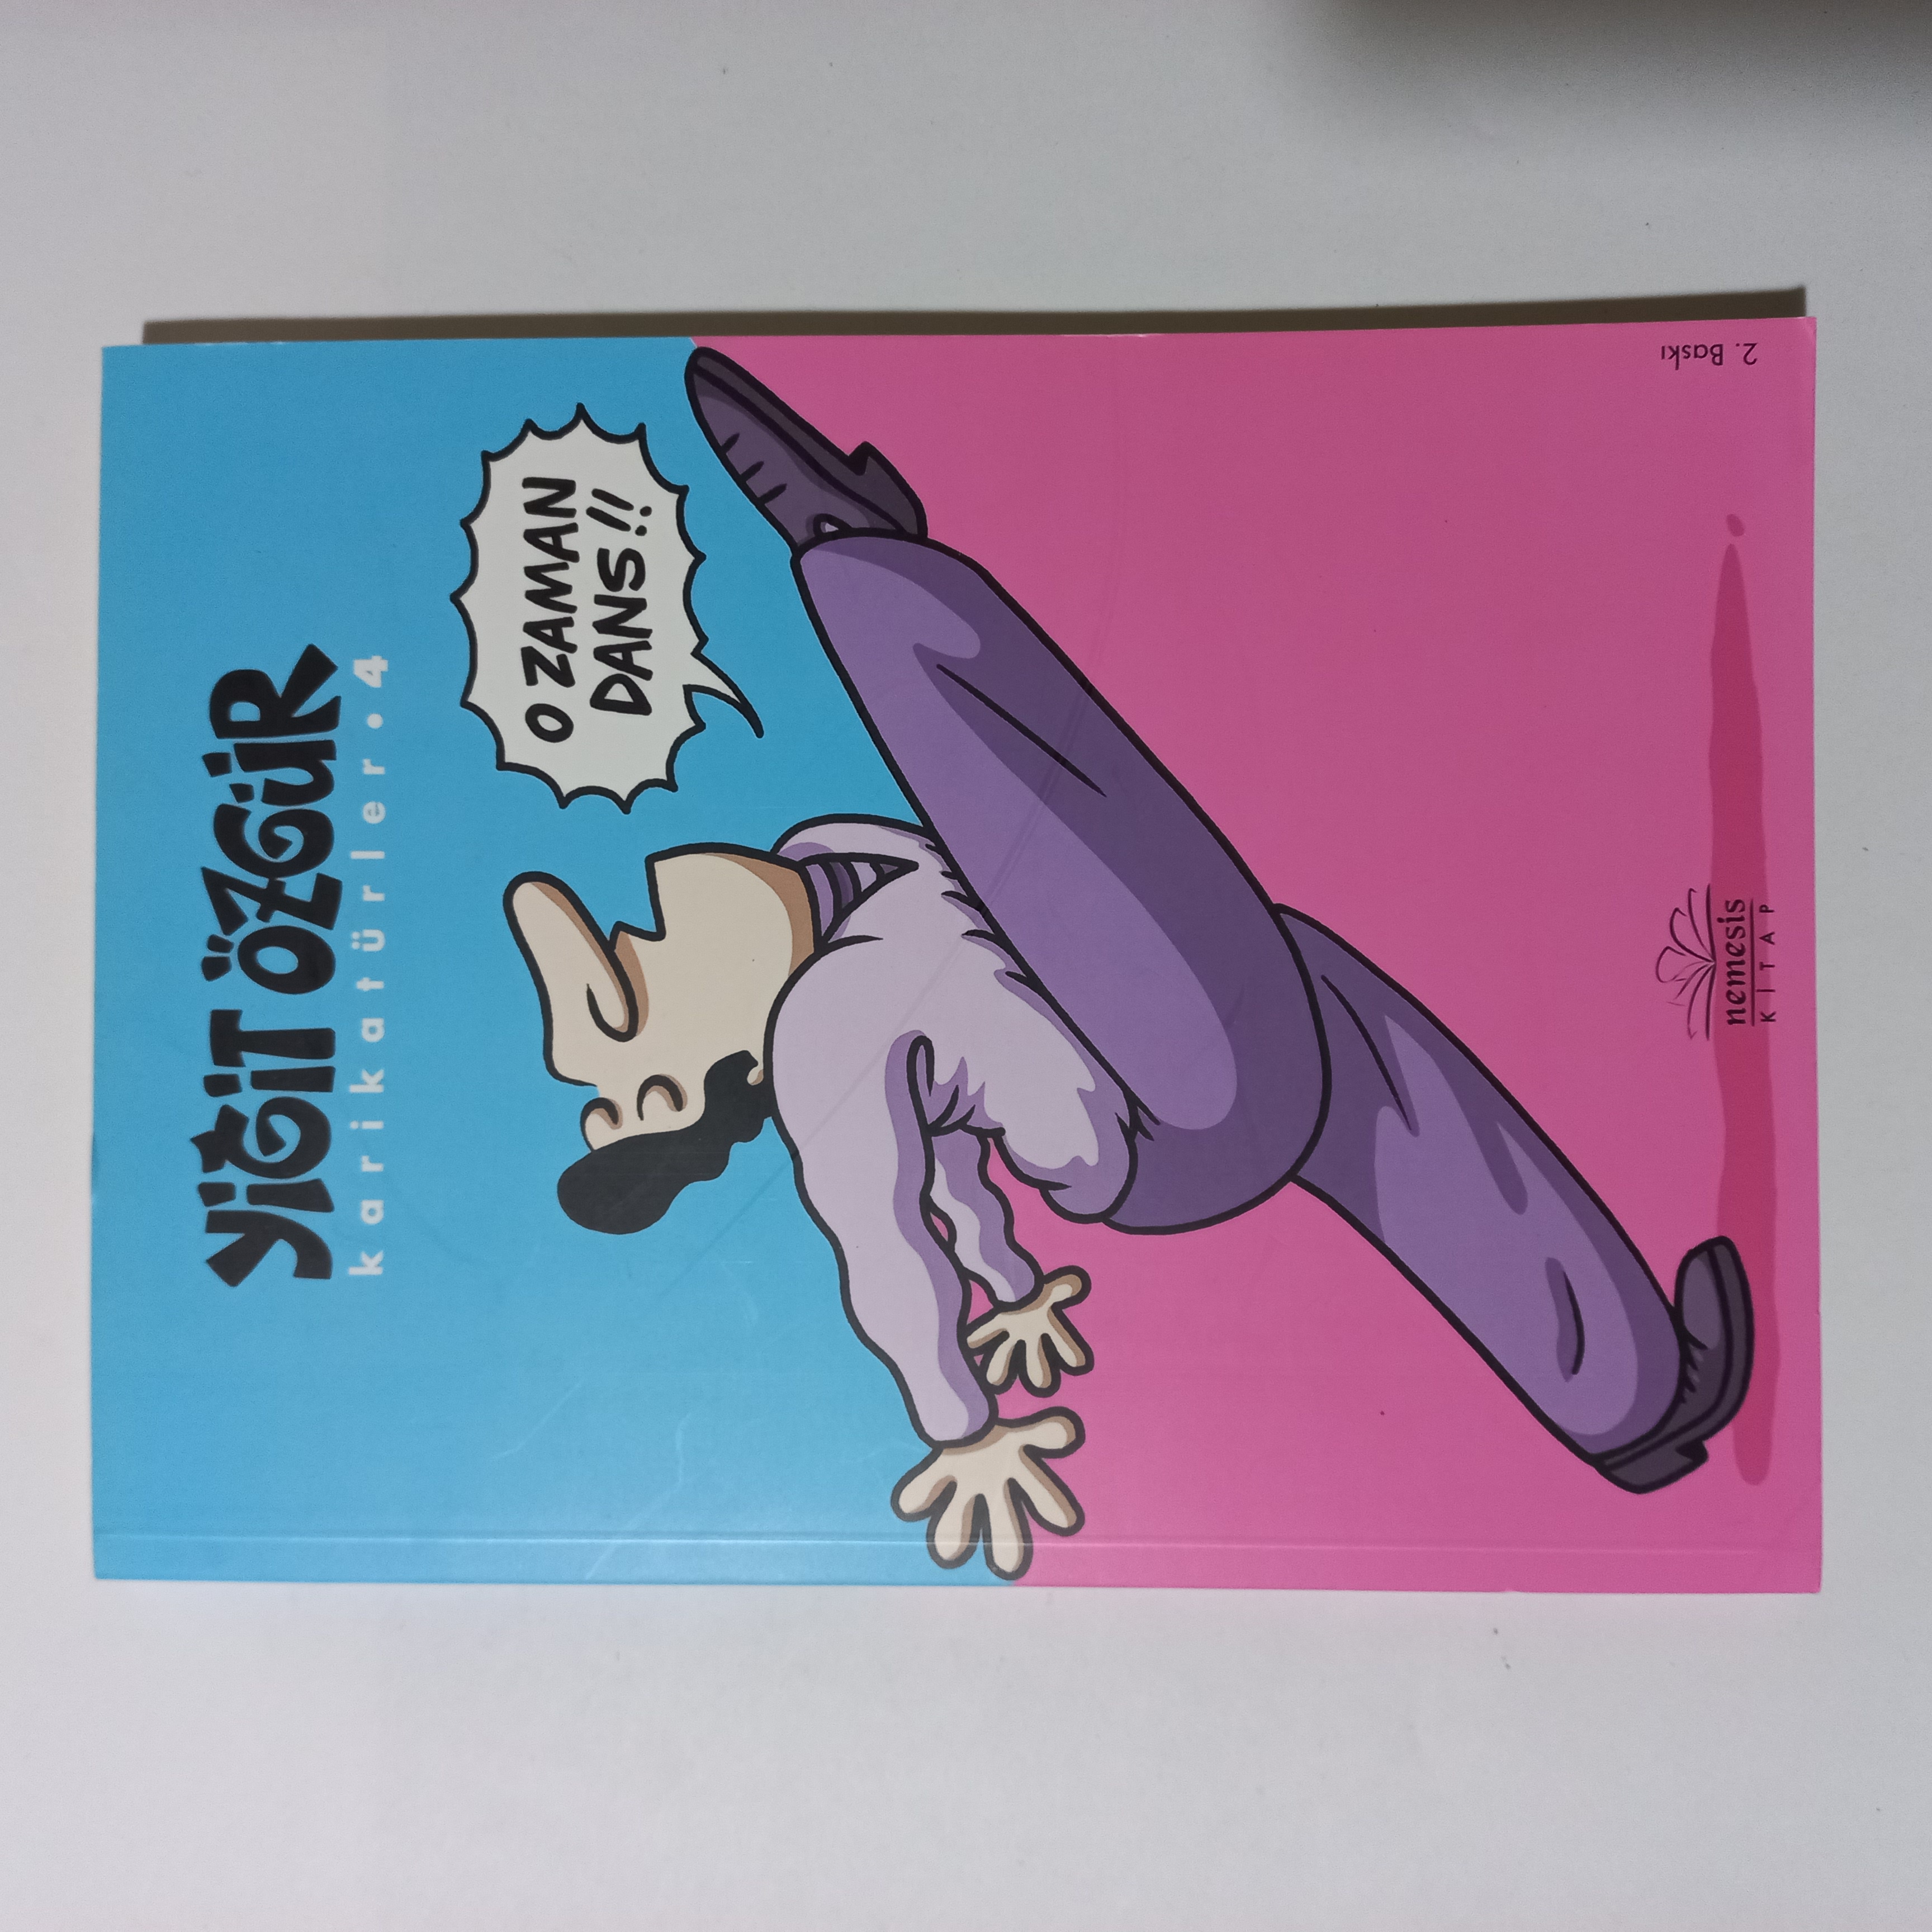 YİĞİT ÖZGÜR
karikatürler • 4
O ZAMAN
DANS!!
nemesis
KİTAP
2. Baskı